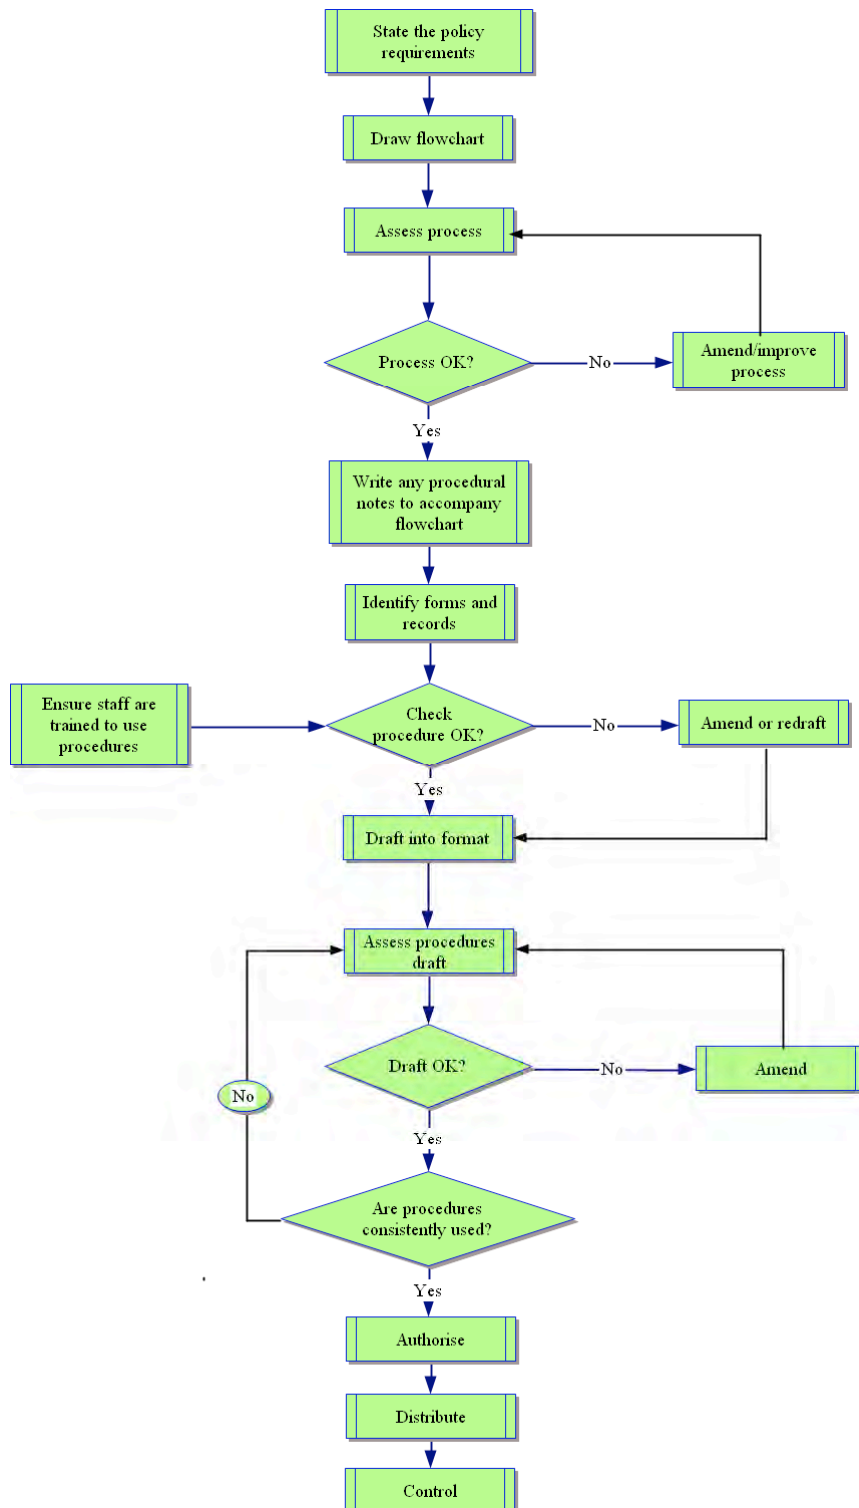 State the policy
requirements
Draw flowchart
Assess process
Process OK?
No
Amend/improve
process
Yes
Write any procedural
notes to accompany
flowchart
Identify forms and
records
Ensure staff are
trained to use
procedures
Check
procedure OK?
No
Amend or redraft
Yes
Draft into format
Assess procedures
draft
Draft OK?
No
Amend
No
Yes
Are procedures
consistently used?
Yes
Authorise
Distribute
Control